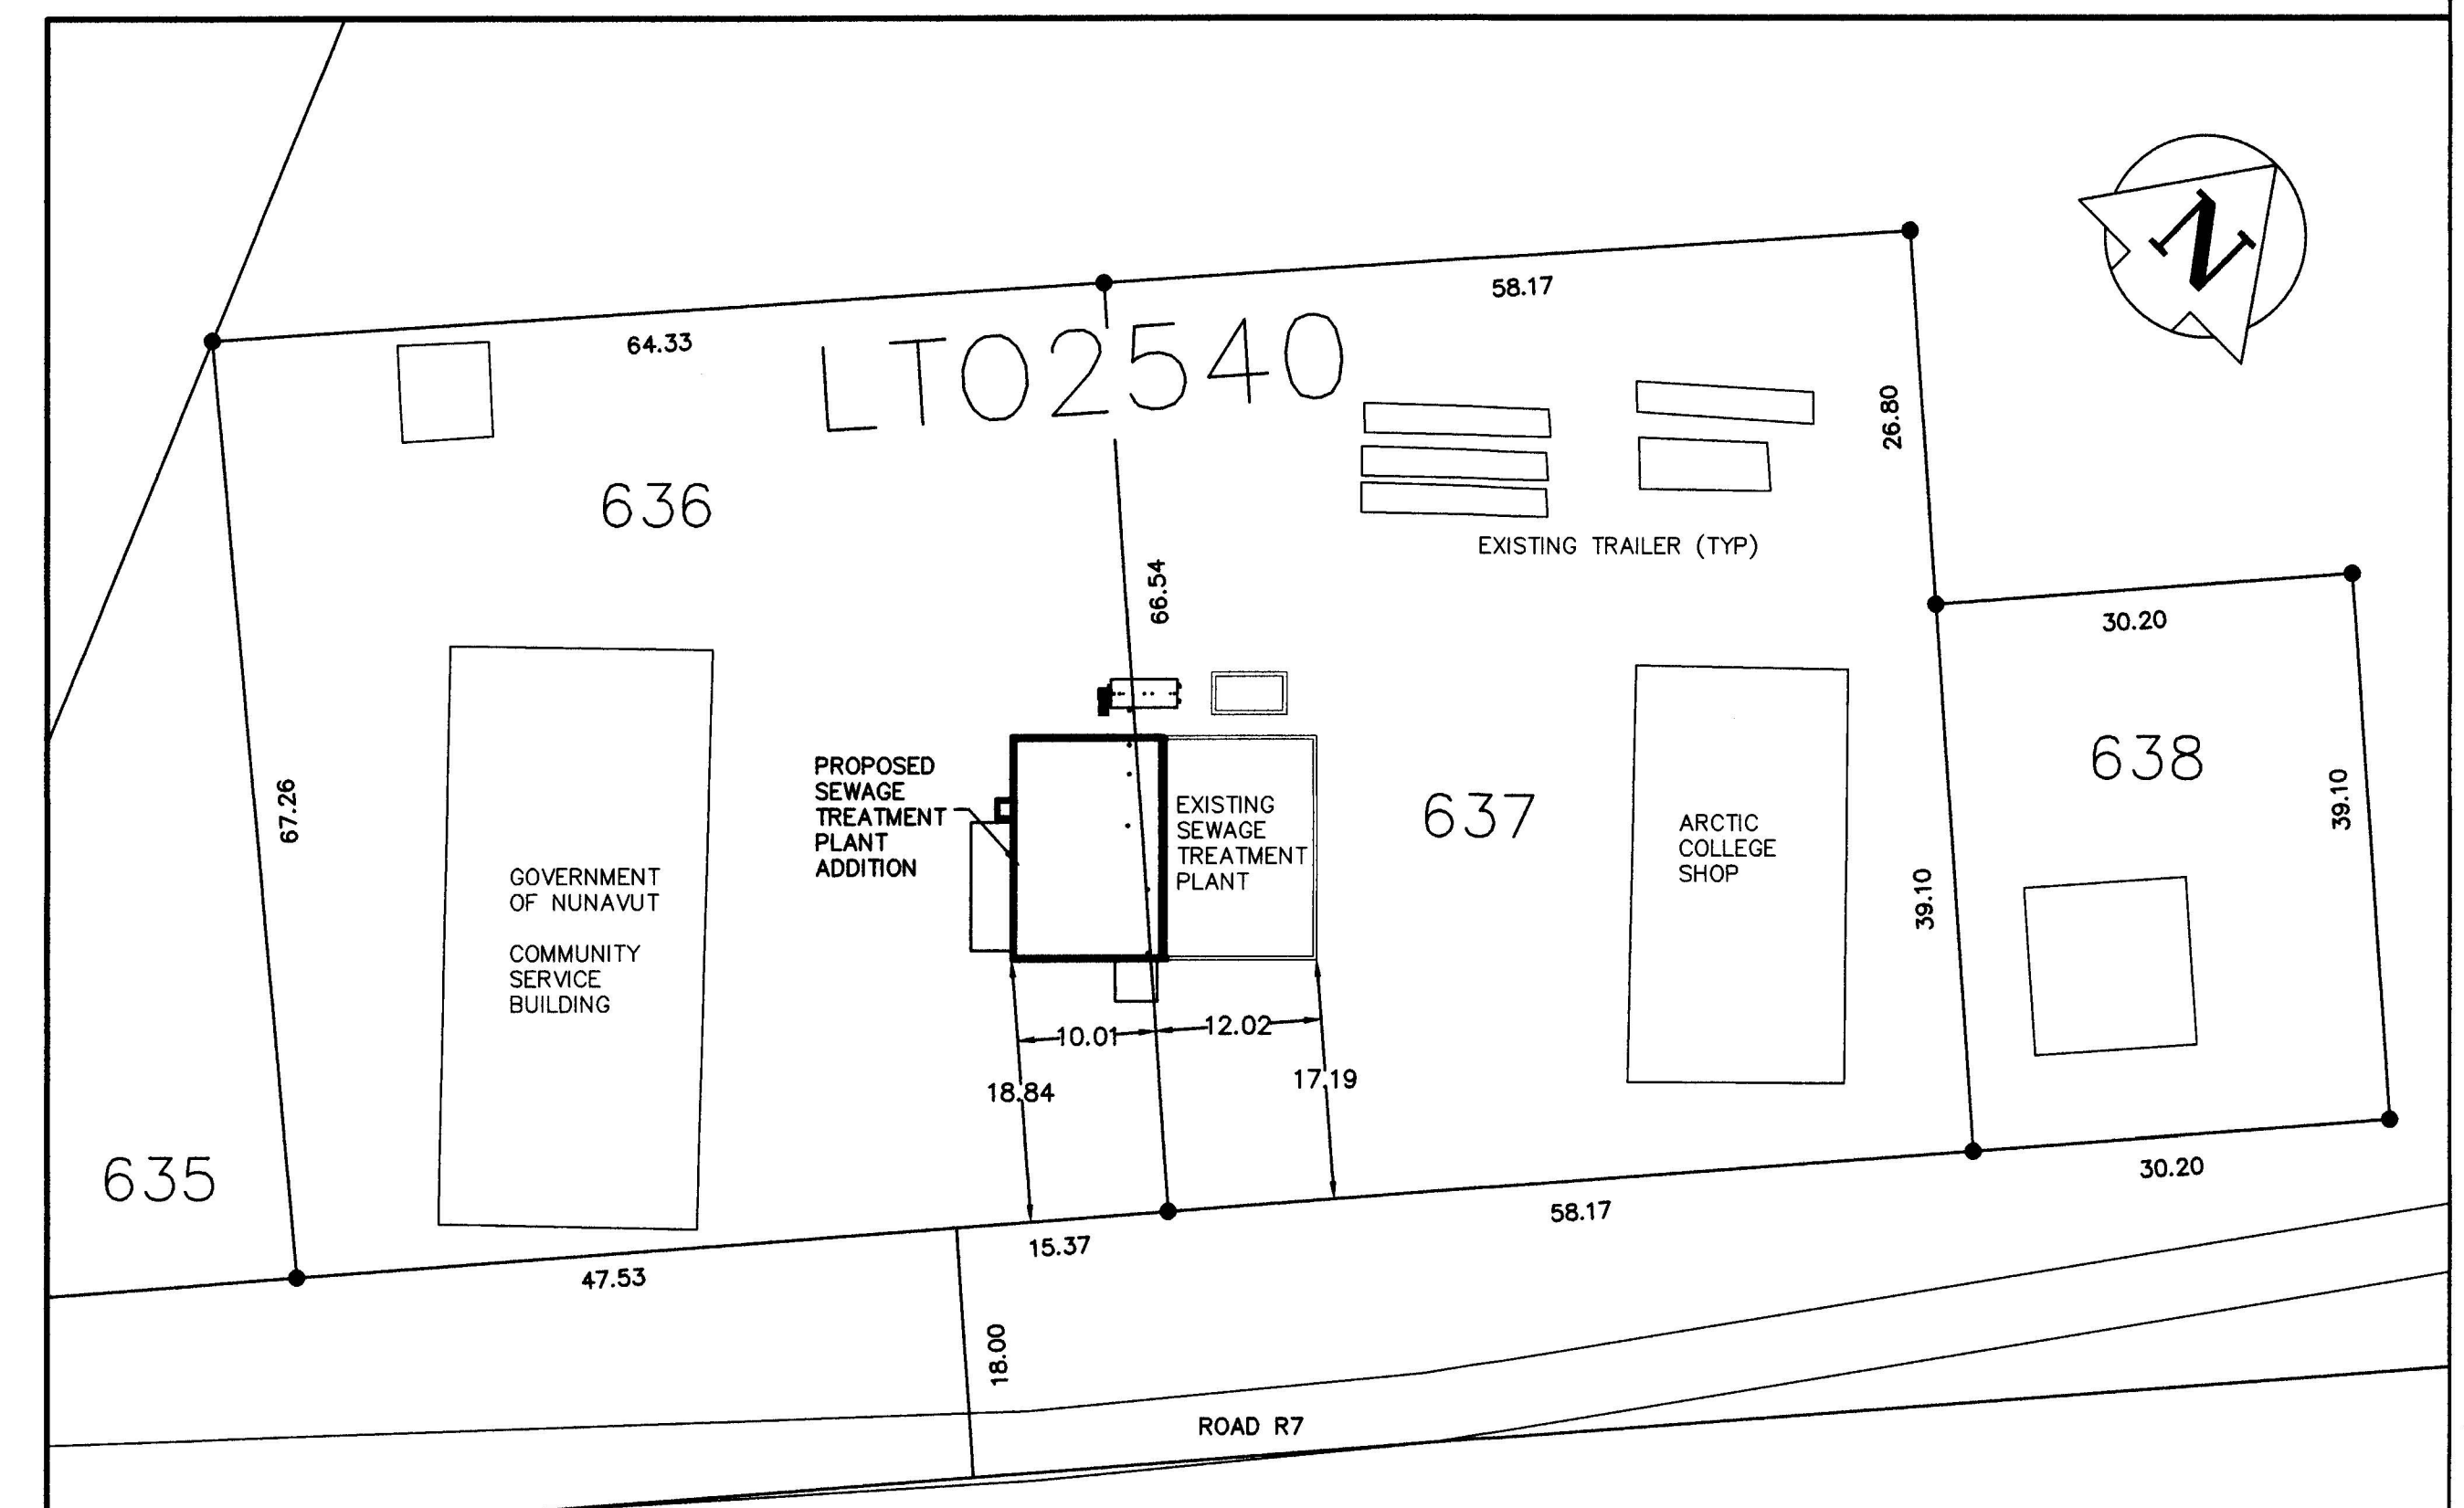 N
58.17
64.33
LTO2540
26.80
636
EXISTING TRAILER (TYP)
66.54
30.20
638
PROPOSED
SEWAGE
TREATMENT
PLANT
ADDITION
67.26
EXISTING
SEWAGE
TREATMENT
PLANT
637
ARCTIC
COLLEGE
SHOP
39.10
39.10
GOVERNMENT
OF NUNAVUT
COMMUNITY
SERVICE
BUILDING
10.01
12.02
18.84
17.19
635
30.20
58.17
15.37
47.53
18.00
ROAD R7